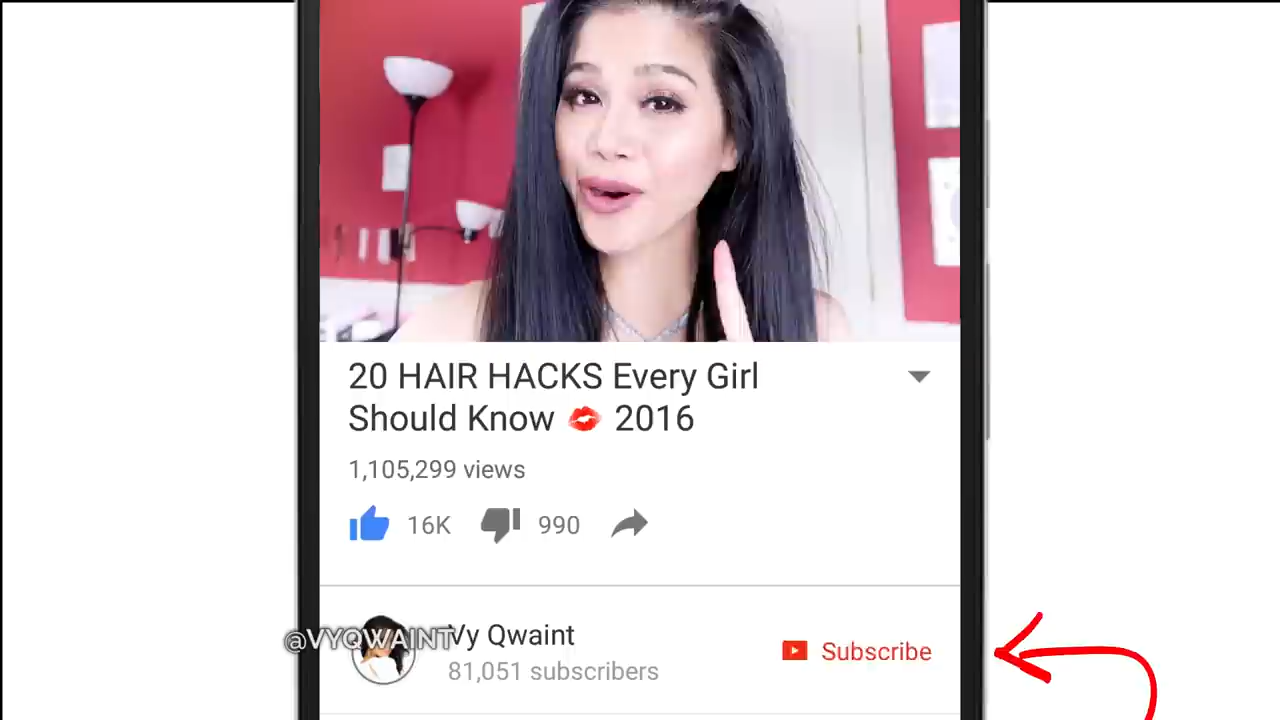 20 HAIR HACKS Every Girl
Should Know 💋 2016
1,105,299 views
16K 990
@VYQWAINT
Vy Qwaint
81,051 subscribers
Subscribe